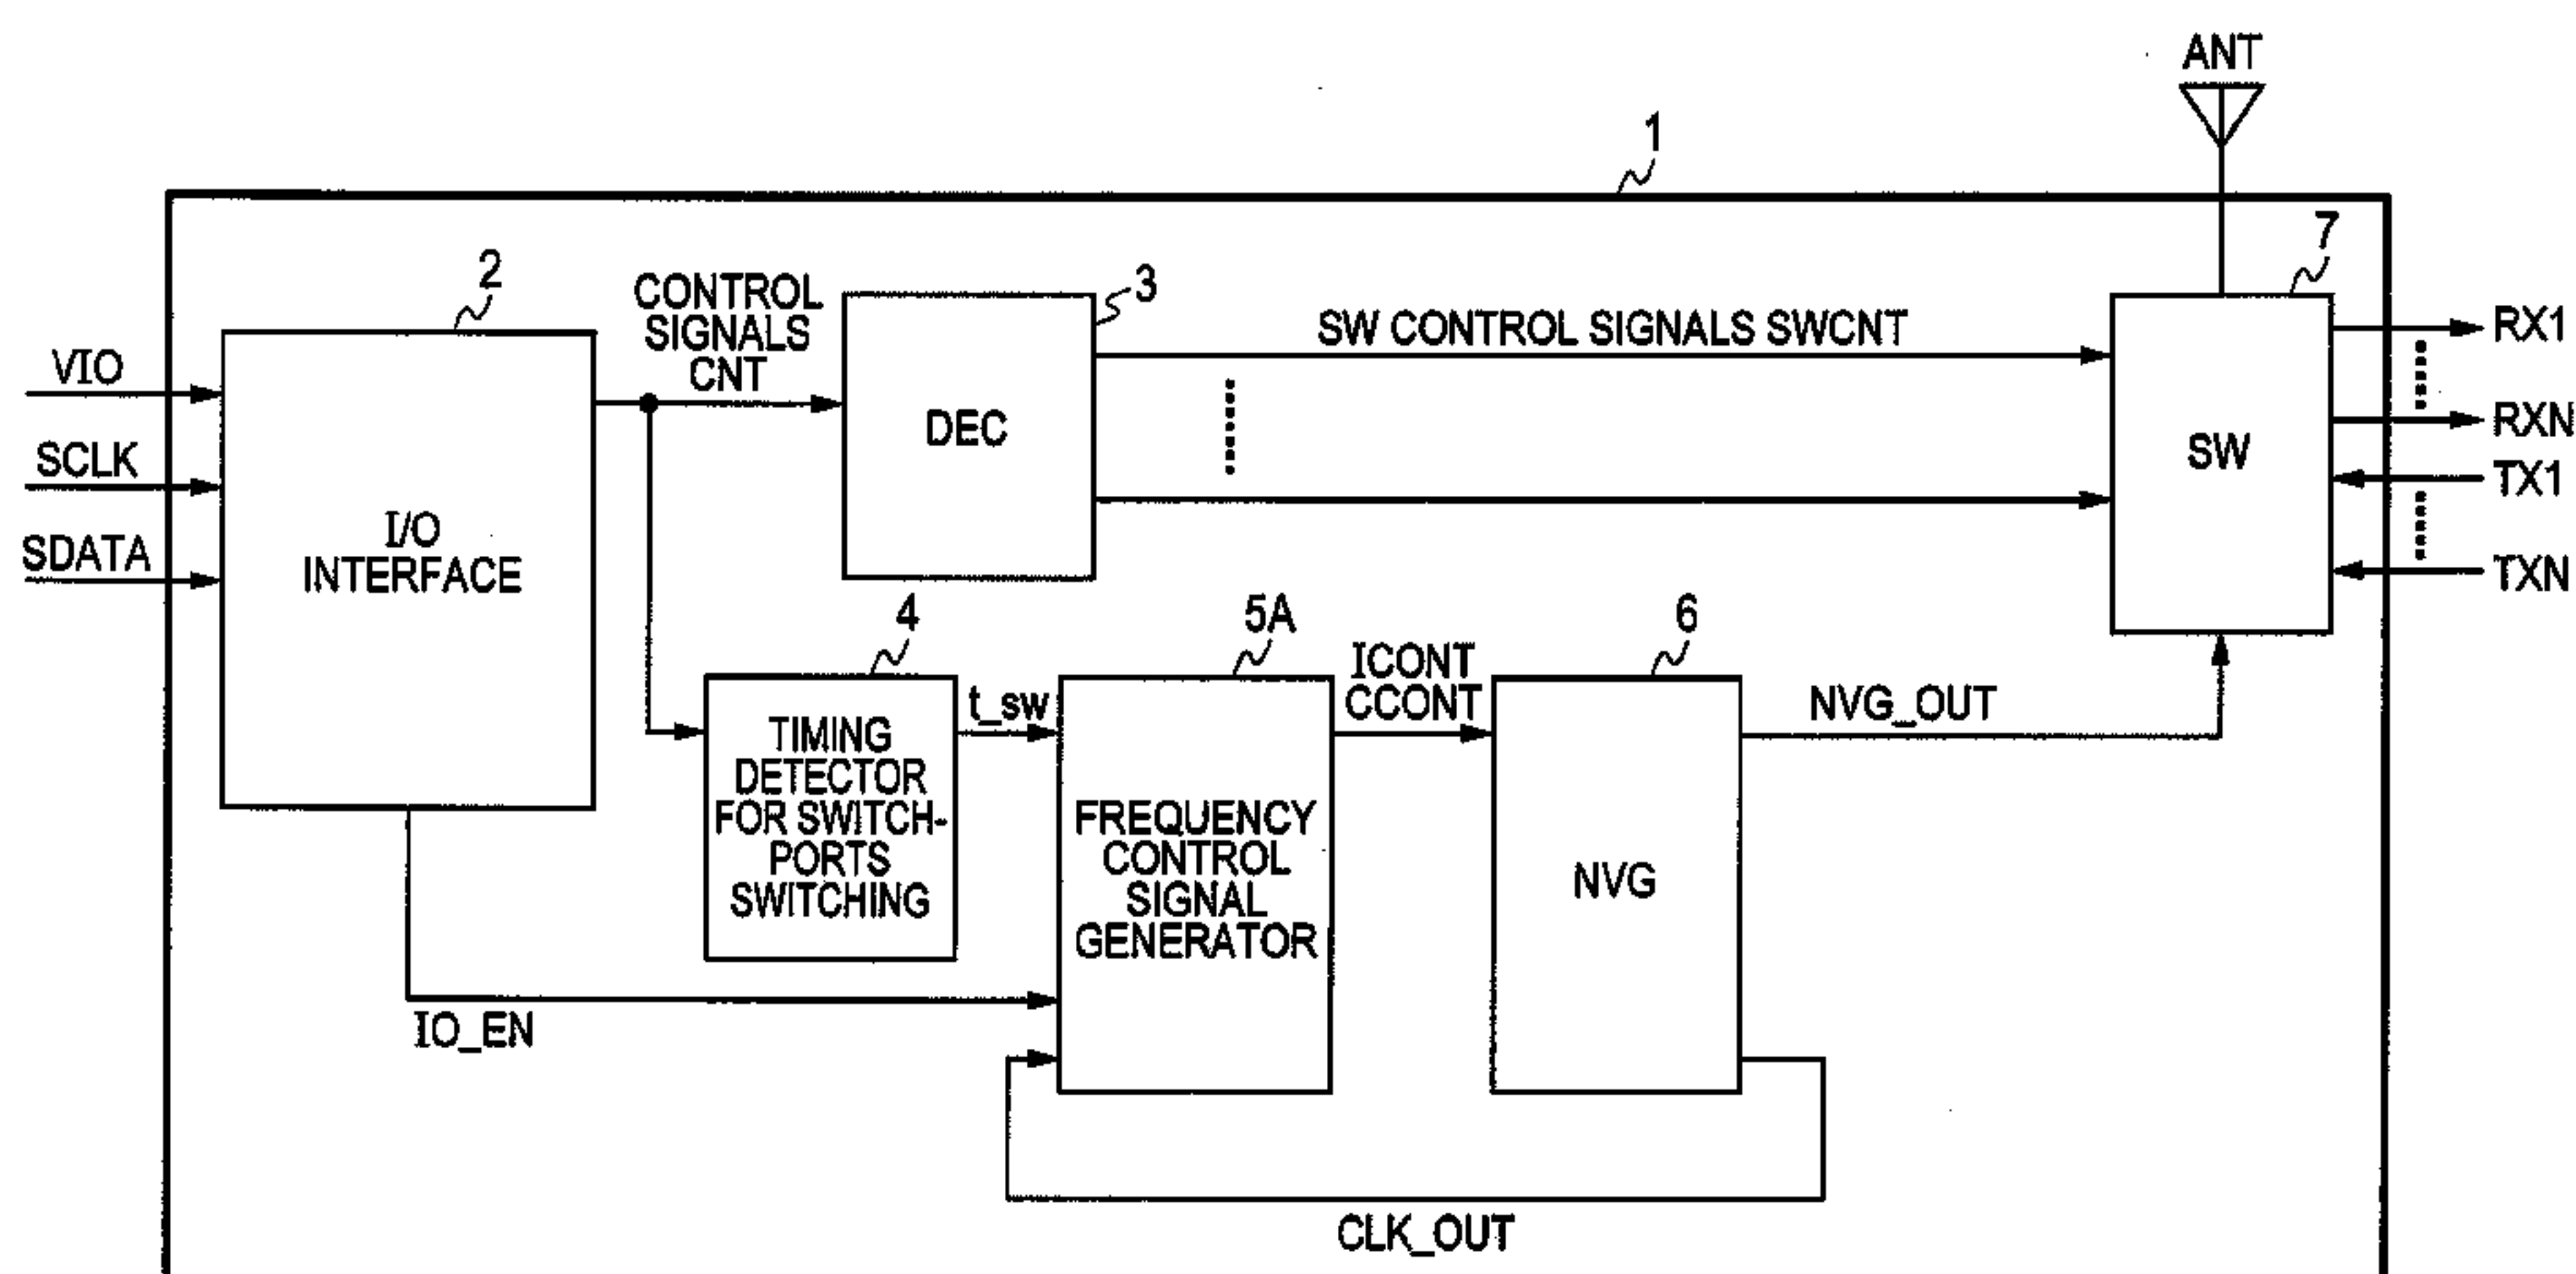 ANT
1
2
CONTROL
SIGNALS
CNT
3
7
VIO
SCLK
SDATA
I/O
INTERFACE
DEC
SW CONTROL SIGNALS SWCNT
SW
RX1
RXN
TX1
TXN
4
5A
6
TIMING
DETECTOR
FOR SWITCH-
PORTS
SWITCHING
t_sw
FREQUENCY
CONTROL
SIGNAL
GENERATOR
ICONT
CCONT
NVG
NVG_OUT
IO_EN
CLK_OUT